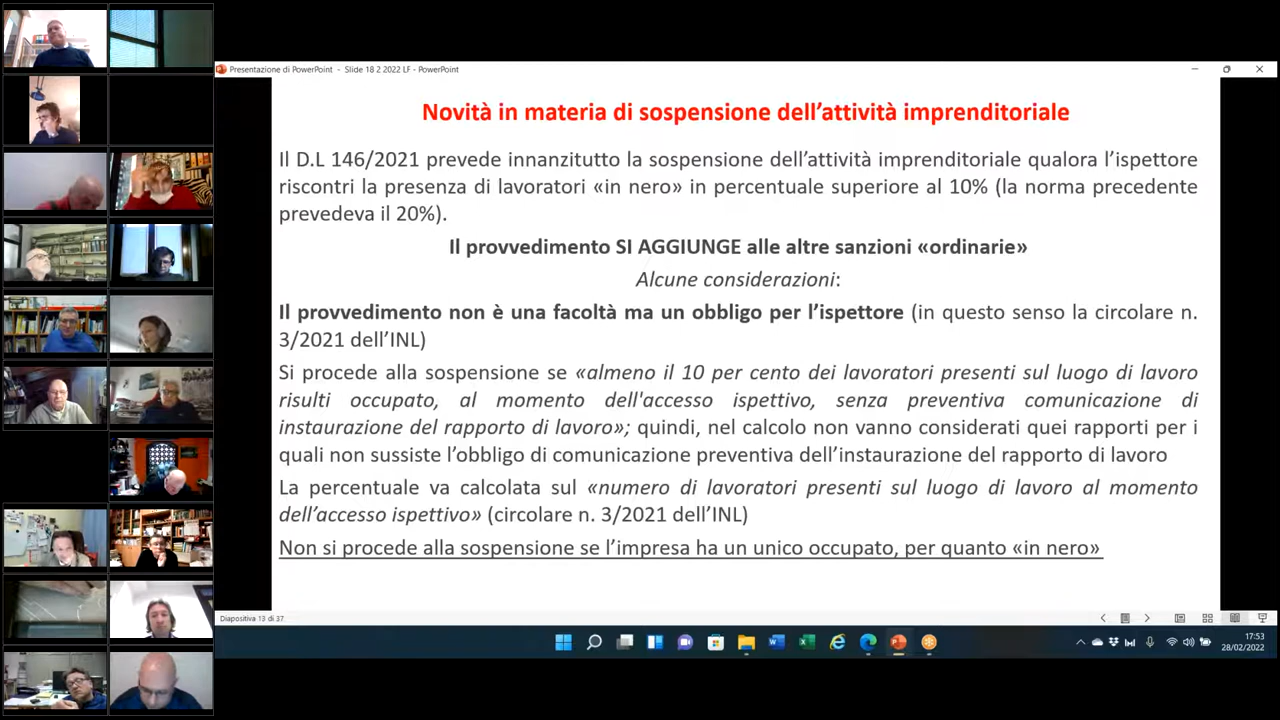 Presentazione di PowerPoint - Slide 18 2 2022 LF - PowerPoint
Novità in materia di sospensione dell’attività imprenditoriale
Il D.L 146/2021 prevede innanzitutto la sospensione dell’attività imprenditoriale qualora l’ispettore
riscontri la presenza di lavoratori «in nero» in percentuale superiore al 10% (la norma precedente
prevedeva il 20%).
Il provvedimento SI AGGIUNGE alle altre sanzioni «ordinarie»
Alcune considerazioni:
Il provvedimento non è una facoltà ma un obbligo per l’ispettore (in questo senso la circolare n.
3/2021 dell’INL)
Si procede alla sospensione se «almeno il 10 per cento dei lavoratori presenti sul luogo di lavoro
risulti occupato, al momento dell'accesso ispettivo, senza preventiva comunicazione di
instaurazione del rapporto di lavoro»; quindi, nel calcolo non vanno considerati quei rapporti per i
quali non sussiste l’obbligo di comunicazione preventiva dell’instaurazione del rapporto di lavoro
La percentuale va calcolata sul «numero di lavoratori presenti sul luogo di lavoro al momento
dell’accesso ispettivo» (circolare n. 3/2021 dell’INL)
Non si procede alla sospensione se l’impresa ha un unico occupato, per quanto «in nero»
Diapositiva 13 di 37
17:53
28/02/2022